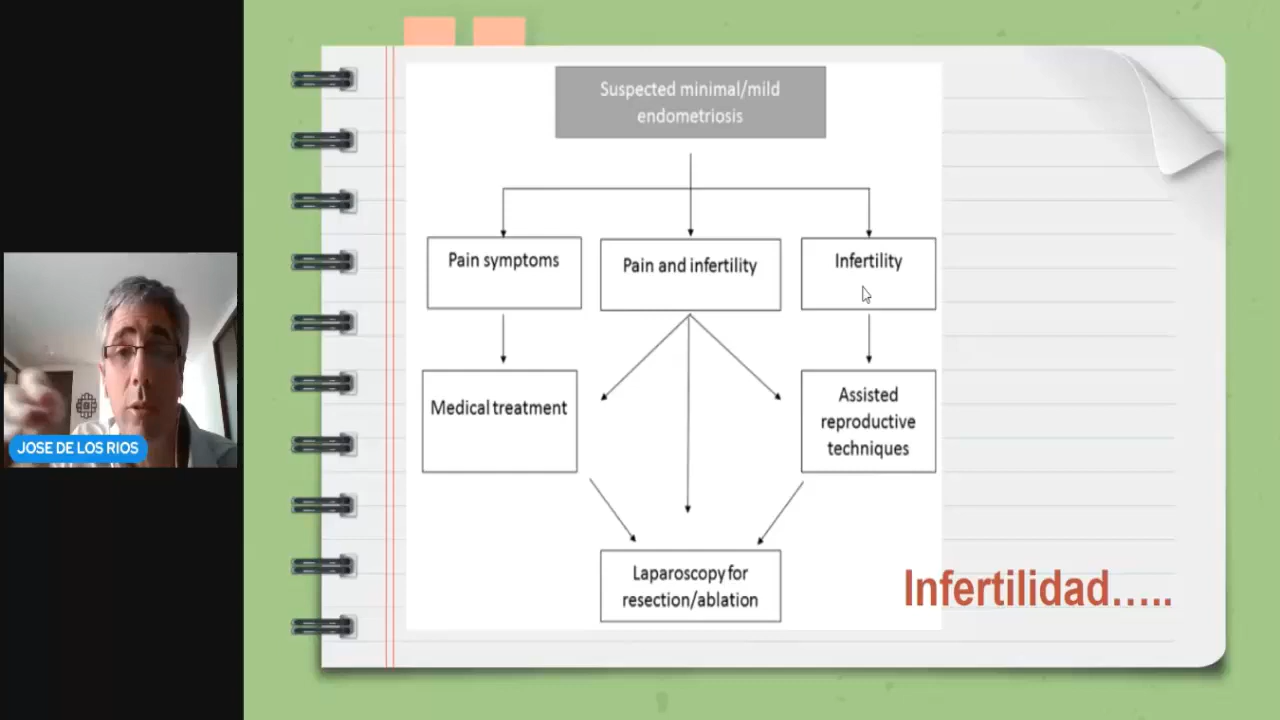 Suspected minimal/mild
endometriosis
Pain symptoms
Pain and infertility
Infertility
Medical treatment
Assisted
reproductive
techniques
Laparoscopy for
resection/ablation
Infertilidad.....
JOSE DE LOS RIOS